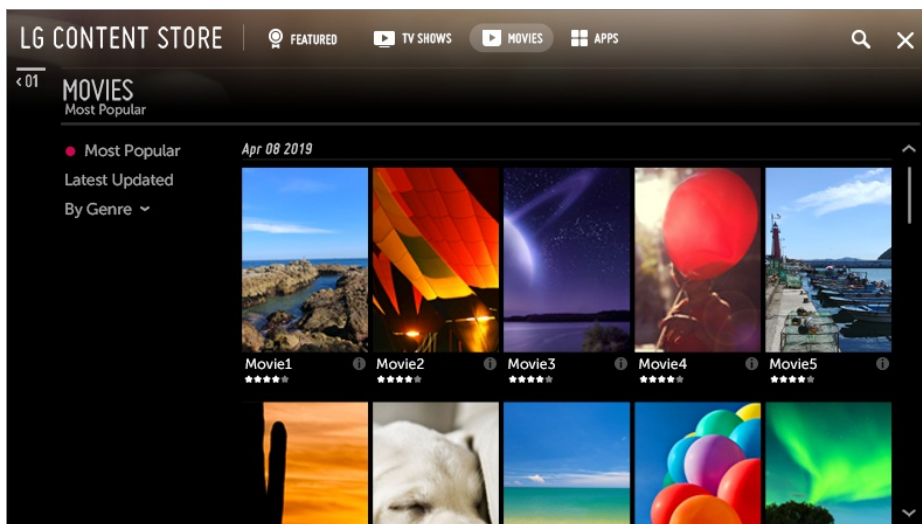 LG CONTENT STORE FEATURED TV SHOWS MOVIES APPS
<01
MOVIES
Most Popular
Most Popular
Latest Updated
By Genre
Apr 08 2019
Movie1 Movie2 Movie3 Movie4 Movie5